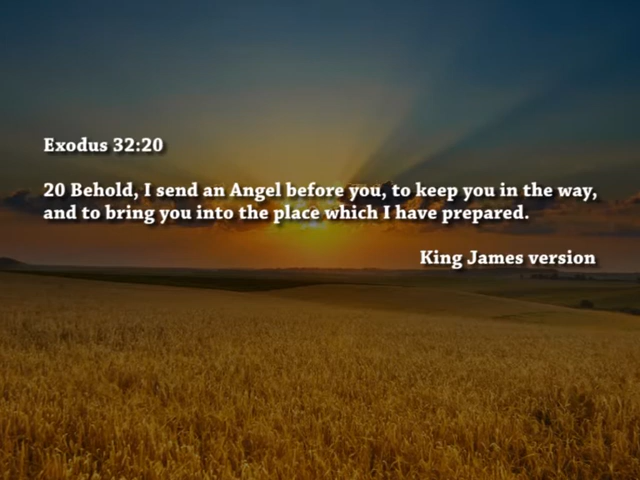 Exodus 32:20
20 Behold, I send an Angel before you, to keep you in the way,
and to bring you into the place which I have prepared.
King James version